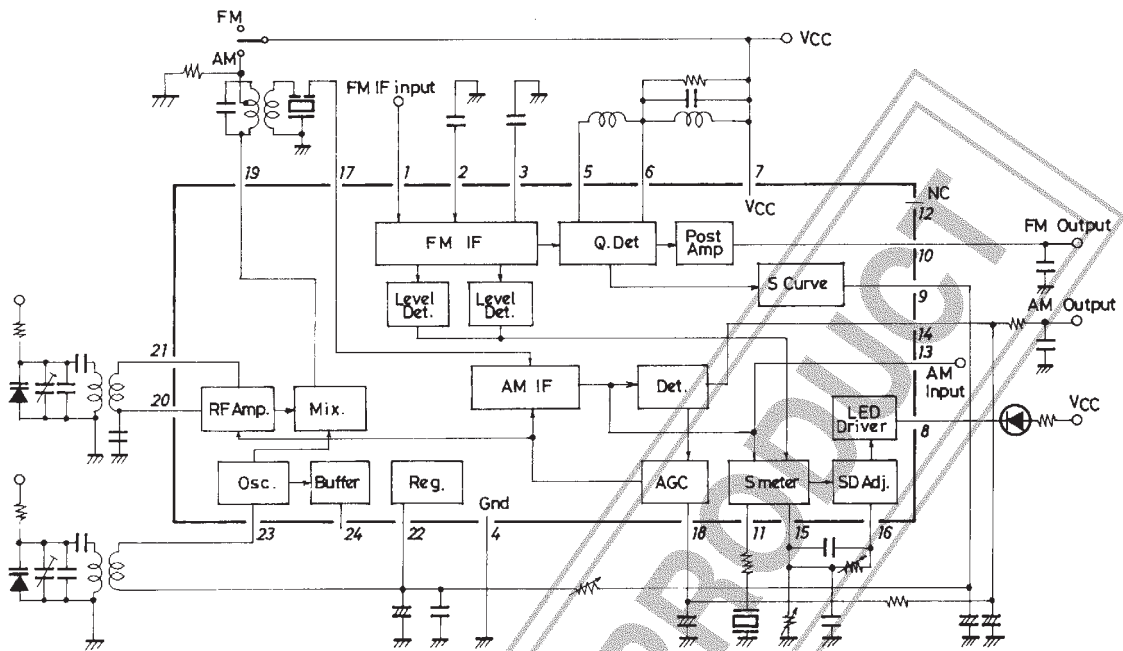 FM
VCC
AM
FM IF input
19 17 1 2 3 5 6 7
VCC
NC
12
FM IF
Q.Det
Post
Amp
FM Output
10
Level
Det.
Level
Det.
S Curve
9
AM Output
14
13
AM
Input
21
20
RF Amp.
Mix.
AM IF
Det.
LED
Driver
VCC
8
Osc.
Buffer
Reg.
Gnd
AGC
S meter
SD Adj.
23 24 22 4 18 11 15 16
PRODUCT